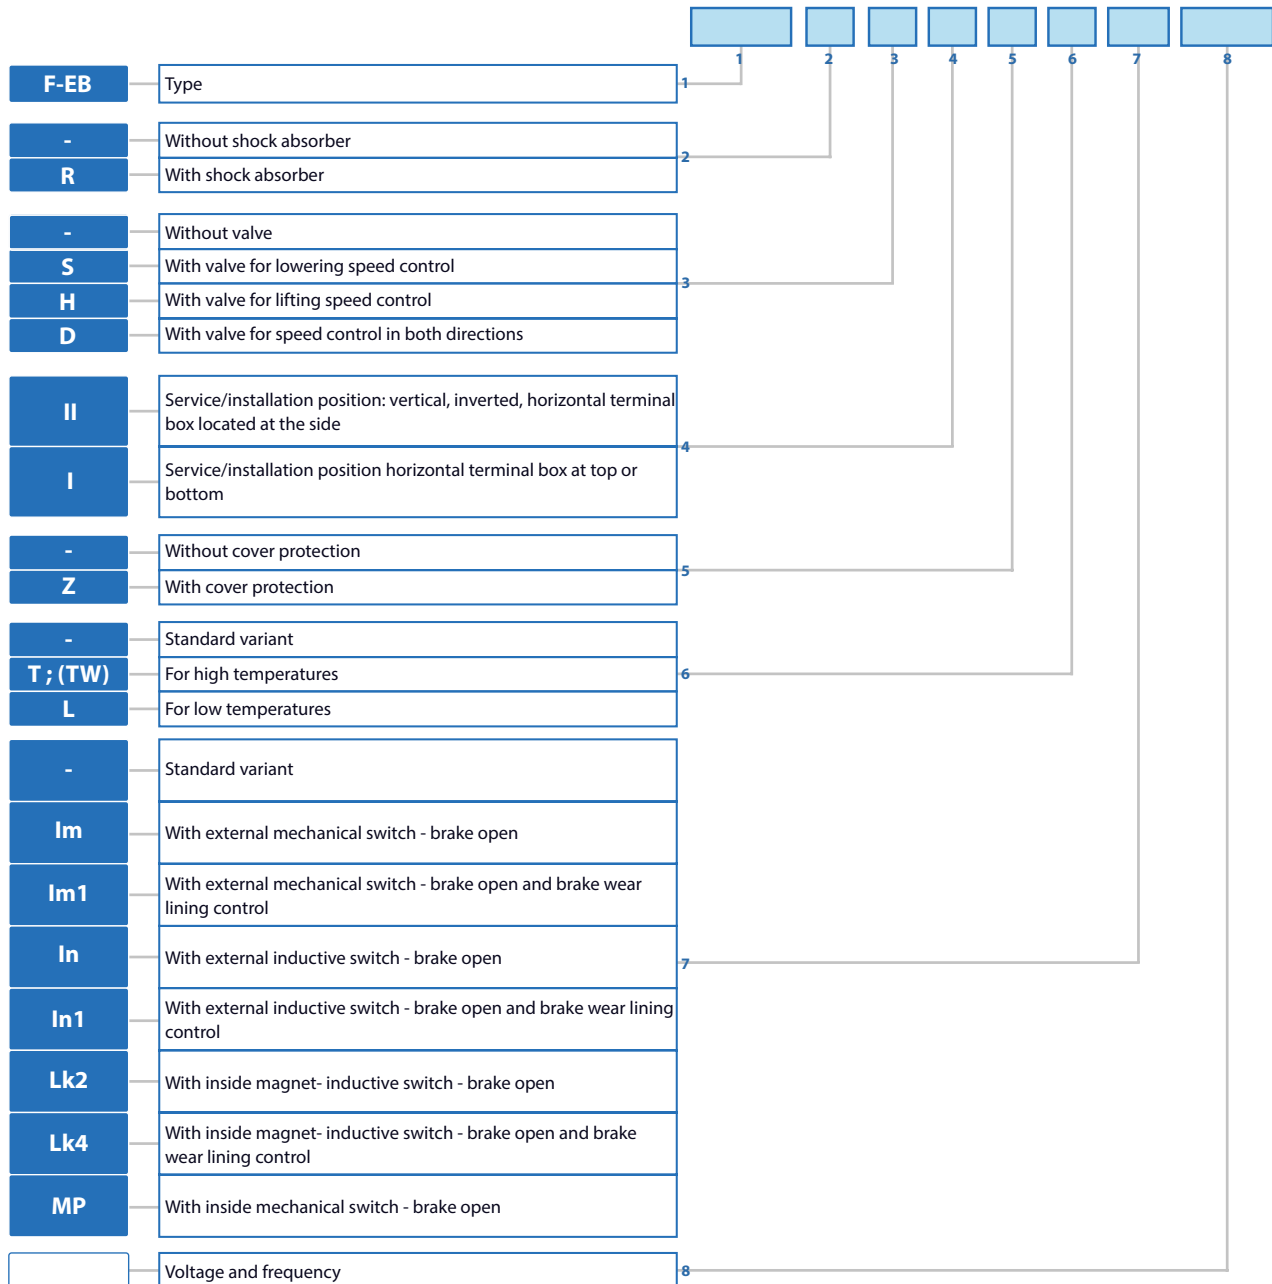 1 2 3 4 5 6 7 8
F-EB Type 1
- Without shock absorber
2
R With shock absorber
- Without valve
S With valve for lowering speed control
3
H With valve for lifting speed control
D With valve for speed control in both directions
II Service/installation position: vertical, inverted, horizontal terminal
box located at the side
4
I Service/installation position horizontal terminal box at top or
bottom
- Without cover protection
5
Z With cover protection
- Standard variant
T ; (TW) For high temperatures 6
L For low temperatures
- Standard variant
Im With external mechanical switch - brake open
Im1 With external mechanical switch - brake open and brake wear
lining control
In With external inductive switch - brake open 7
In1 With external inductive switch - brake open and brake wear lining
control
Lk2 With inside magnet- inductive switch - brake open
Lk4 With inside magnet- inductive switch - brake open and brake
wear lining control
MP With inside mechanical switch - brake open
Voltage and frequency 8